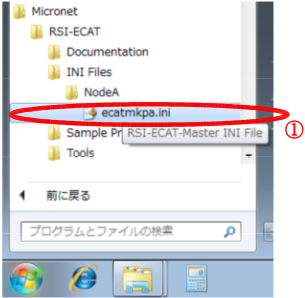 Micronet
RSI-ECAT
Documentation
INI Files
NodeA
ecatmkpa.ini
①
Sample Pr
RSI-ECAT-Master INI File
Tools
前に戻る
プログラムとファイルの検索